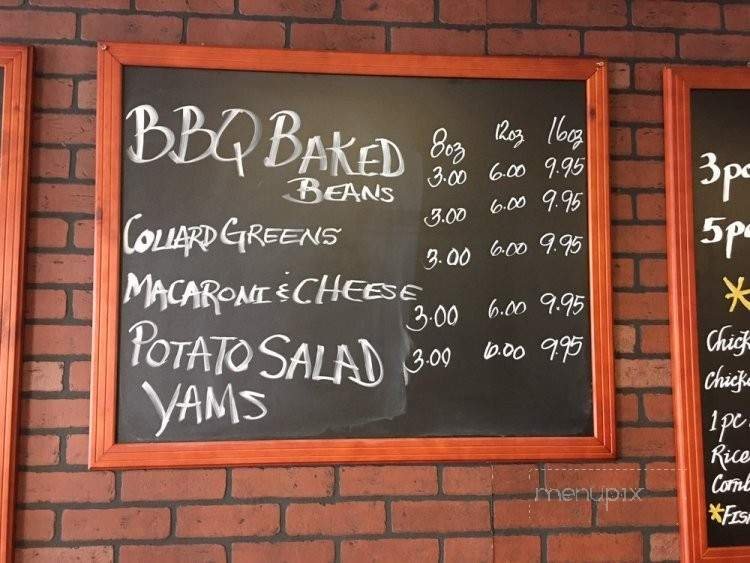 8oz 12oz 16oz
BBQ BAKED 3.00 6.00 9.95
BEANS
3.00 6.00 9.95
COLLARD GREENS
3.00 6.00 9.95
MACARONI & CHEESE
3.00 6.00 9.95
POTATO SALAD 3.00 6.00 9.95
YAMS
3pc
5pc
Chick
Chick
1pc
Rice
Cornb
*FISH
menupix